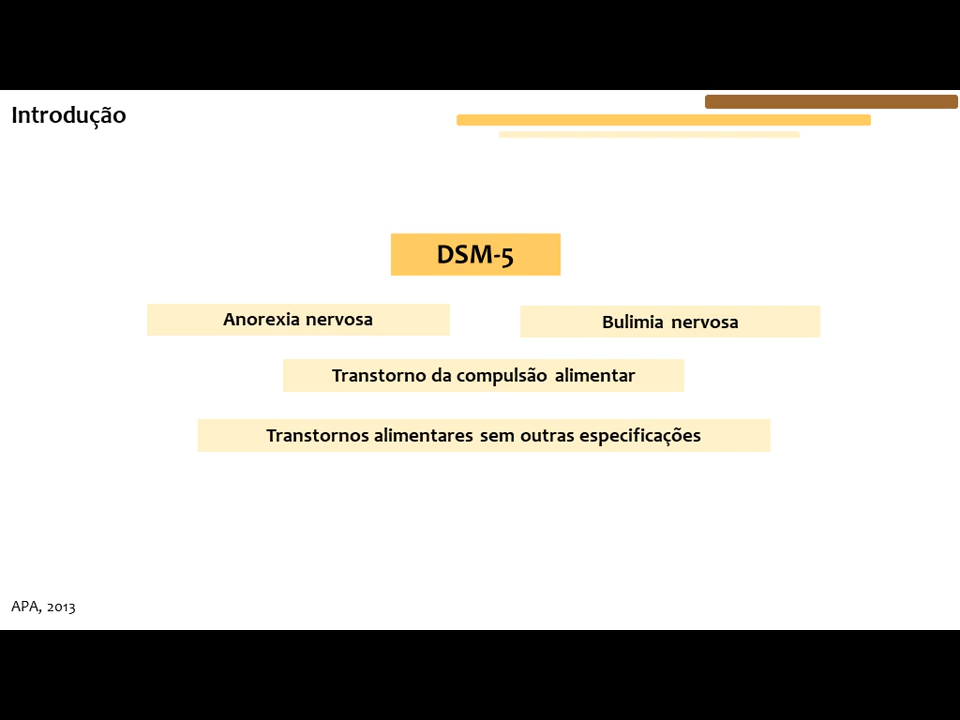 Introdução
DSM-5
Anorexia nervosa
Bulimia nervosa
Transtorno da compulsão alimentar
Transtornos alimentares sem outras especificações
APA, 2013